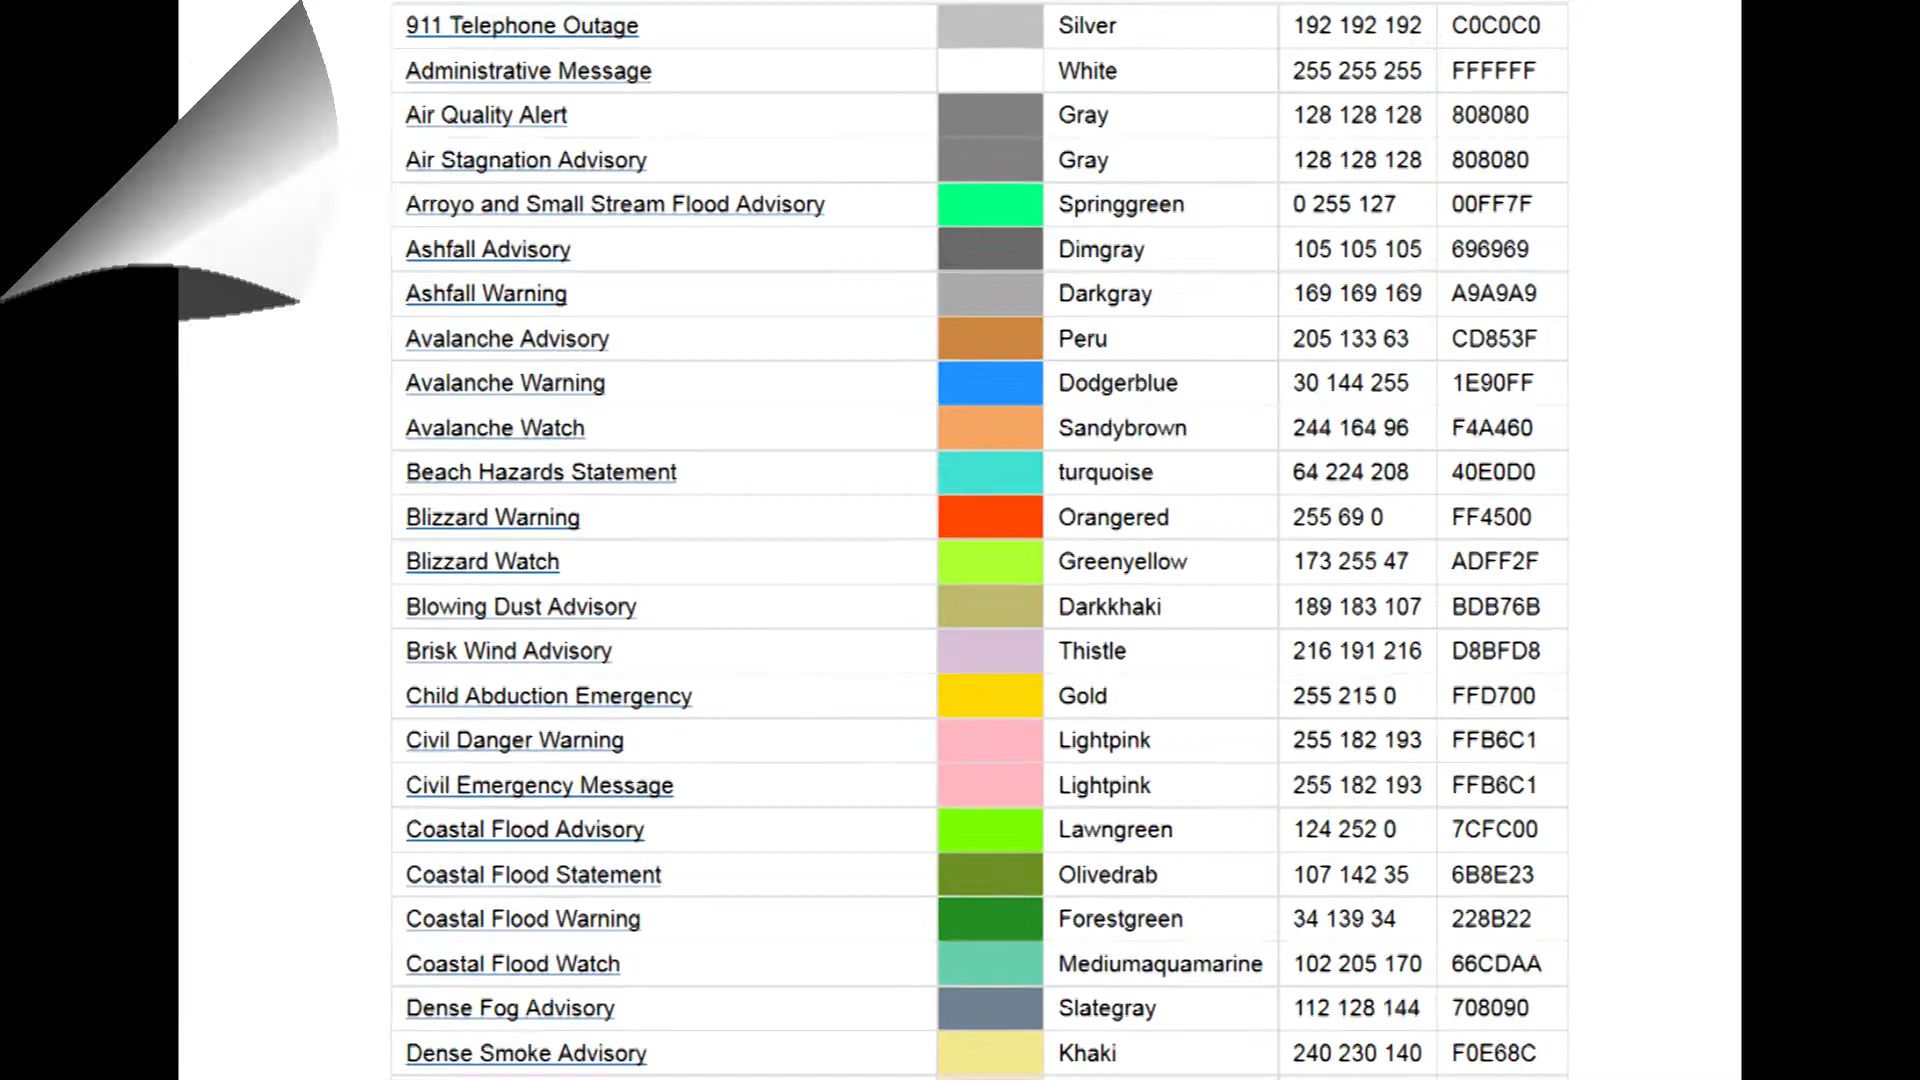 911 Telephone Outage Silver 192 192 192 C0C0C0
Administrative Message White 255 255 255 FFFFFF
Air Quality Alert Gray 128 128 128 808080
Air Stagnation Advisory Gray 128 128 128 808080
Arroyo and Small Stream Flood Advisory Springgreen 0 255 127 00FF7F
Ashfall Advisory Dimgray 105 105 105 696969
Ashfall Warning Darkgray 169 169 169 A9A9A9
Avalanche Advisory Peru 205 133 63 CD853F
Avalanche Warning Dodgerblue 30 144 255 1E90FF
Avalanche Watch Sandybrown 244 164 96 F4A460
Beach Hazards Statement turquoise 64 224 208 40E0D0
Blizzard Warning Orangered 255 69 0 FF4500
Blizzard Watch Greenyellow 173 255 47 ADFF2F
Blowing Dust Advisory Darkkhaki 189 183 107 BDB76B
Brisk Wind Advisory Thistle 216 191 216 D8BFD8
Child Abduction Emergency Gold 255 215 0 FFD700
Civil Danger Warning Lightpink 255 182 193 FFB6C1
Civil Emergency Message Lightpink 255 182 193 FFB6C1
Coastal Flood Advisory Lawngreen 124 252 0 7CFC00
Coastal Flood Statement Olivedrab 107 142 35 6B8E23
Coastal Flood Warning Forestgreen 34 139 34 228B22
Coastal Flood Watch Mediumaquamarine 102 205 170 66CDAA
Dense Fog Advisory Slategray 112 128 144 708090
Dense Smoke Advisory Khaki 240 230 140 F0E68C